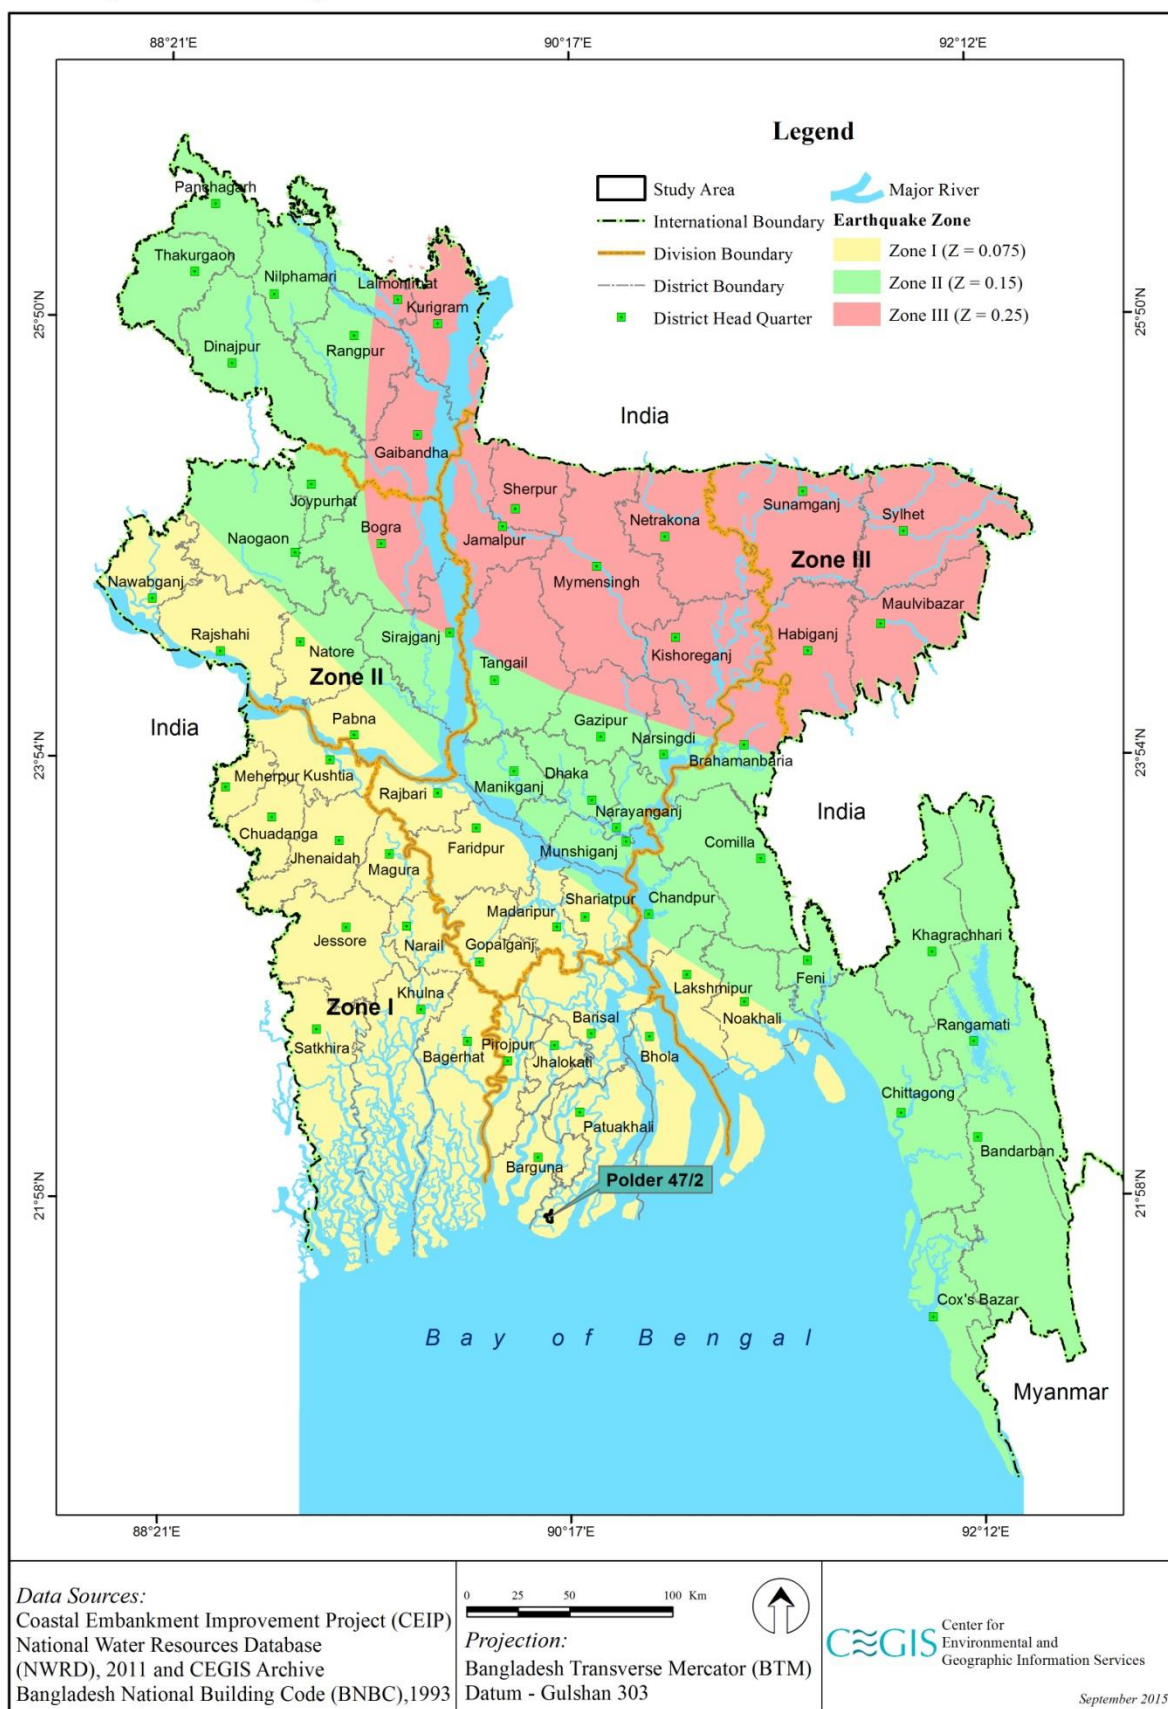 88°21'E
90°17'E
92°12'E
Legend
Study Area
International Boundary
Division Boundary
District Boundary
District Head Quarter
Major River
Earthquake Zone
Zone I (Z = 0.075)
Zone II (Z = 0.15)
Zone III (Z = 0.25)
25°50'N
25°50'N
Panchagarh
Thakurgaon
Nilphamari
Lalmonirhat
Kurigram
Dinajpur
Rangpur
India
Gaibandha
Joypurhat
Sherpur
Sunamganj
Sylhet
Naogaon
Bogra
Jamalpur
Netrakona
Zone III
Nawabganj
Mymensingh
Maulvibazar
Rajshahi
Natore
Sirajganj
Kishoreganj
Habiganj
Zone II
Tangail
India
Pabna
Gazipur
Narsingdi
23°54'N
23°54'N
Brahamanbaria
Meherpur
Kushtia
Rajbari
Manikganj
Dhaka
Narayanganj
India
Chuadanga
Jhenaidah
Magura
Faridpur
Munshiganj
Comilla
Madaripur
Shariatpur
Chandpur
Jessore
Narail
Gopalganj
Khagrachhari
Feni
Lakshmipur
Noakhali
Zone I
Khulna
Satkhira
Bagerhat
Pirojpur
Barisal
Jhalokati
Bhola
Rangamati
Chittagong
Patuakhali
Bandarban
Barguna
Polder 47/2
21°58'N
21°58'N
Cox's Bazar
Bay of Bengal
Myanmar
88°21'E
90°17'E
92°12'E
Data Sources:
Coastal Embankment Improvement Project (CEIP)
National Water Resources Database
(NWRD), 2011 and CEGIS Archive
Bangladesh National Building Code (BNBC),1993
0 25 50 100 Km
Projection:
Bangladesh Transverse Mercator (BTM)
Datum - Gulshan 303
CEGIS
Center for
Environmental and
Geographic Information Services
September 2015